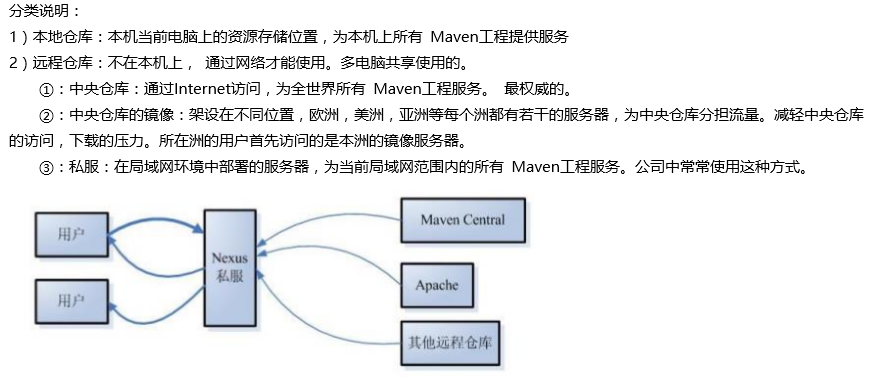 分类说明：
1）本地仓库：本机当前电脑上的资源存储位置，为本机上所有 Maven工程提供服务
2）远程仓库：不在本机上， 通过网络才能使用。多电脑共享使用的。
①：中央仓库：通过Internet访问，为全世界所有 Maven工程服务。 最权威的。
②：中央仓库的镜像：架设在不同位置，欧洲，美洲，亚洲等每个洲都有若干的服务器，为中央仓库分担流量。减轻中央仓库
的访问，下载的压力。所在洲的用户首先访问的是本洲的镜像服务器。
③：私服：在局域网环境中部署的服务器，为当前局域网范围内的所有 Maven工程服务。公司中常常使用这种方式。
用户
用户
Nexus
私服
Maven Central
Apache
其他远程仓库